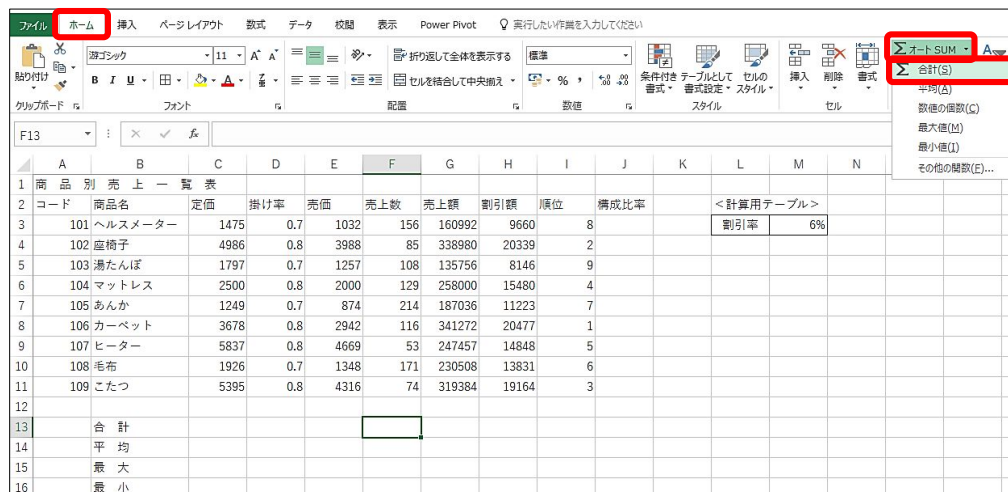 ファイル ホーム 挿入 ページ レイアウト 数式 データ 校閲 表示 Power Pivot 実行したい作業を入力してください
貼り付け
游ゴシック 11 A A
B I U A
折り返して全体を表示する
セルを結合して中央揃え
標準
% ,
条件付き書式 テーブルとして書式設定 セルのスタイル
挿入 削除 書式
Σ オート SUM
Σ 合計(S)
平均(A)
数値の個数(C)
最大値(M)
最小値(I)
その他の関数(F)...
クリップボード フォント 配置 数値 スタイル セル
F13 fx
A B C D E F G H I J K L M N
1 商 品 別 売 上 一 覧 表
2 コード 商品名 定価 掛け率 売価 売上数 売上額 割引額 順位 構成比率 <計算用テーブル>
3 101 ヘルスメーター 1475 0.7 1032 156 160992 9660 8 割引率 6%
4 102 座椅子 4986 0.8 3988 85 338980 20339 2
5 103 湯たんぽ 1797 0.7 1257 108 135756 8146 9
6 104 マットレス 2500 0.8 2000 129 258000 15480 4
7 105 あんか 1249 0.7 874 214 187036 11223 7
8 106 カーペット 3678 0.8 2942 116 341272 20477 1
9 107 ヒーター 5837 0.8 4669 53 247457 14848 5
10 108 毛布 1926 0.7 1348 171 230508 13831 6
11 109 こたつ 5395 0.8 4316 74 319384 19164 3
12
13 合 計
14 平 均
15 最 大
16 最 小